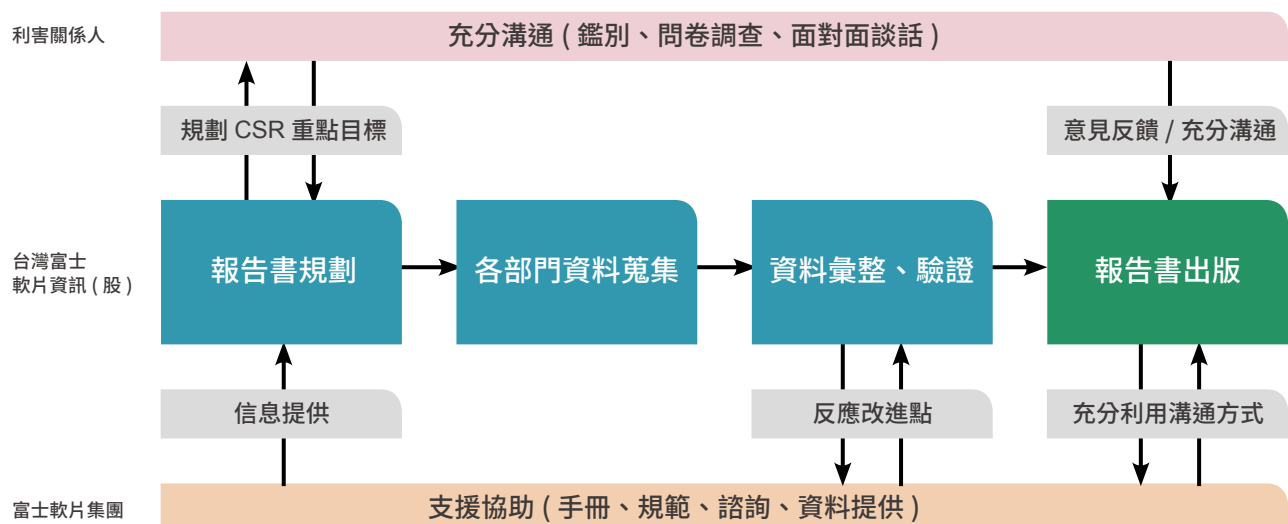 利害關係人
充分溝通 ( 鑑別、問卷調查、面對面談話 )
規劃 CSR 重點目標
意見反饋 / 充分溝通
台灣富士
軟片資訊 ( 股 )
報告書規劃
各部門資料蒐集
資料彙整、驗證
報告書出版
信息提供
反應改進點
充分利用溝通方式
富士軟片集團
支援協助 ( 手冊、規範、諮詢、資料提供 )